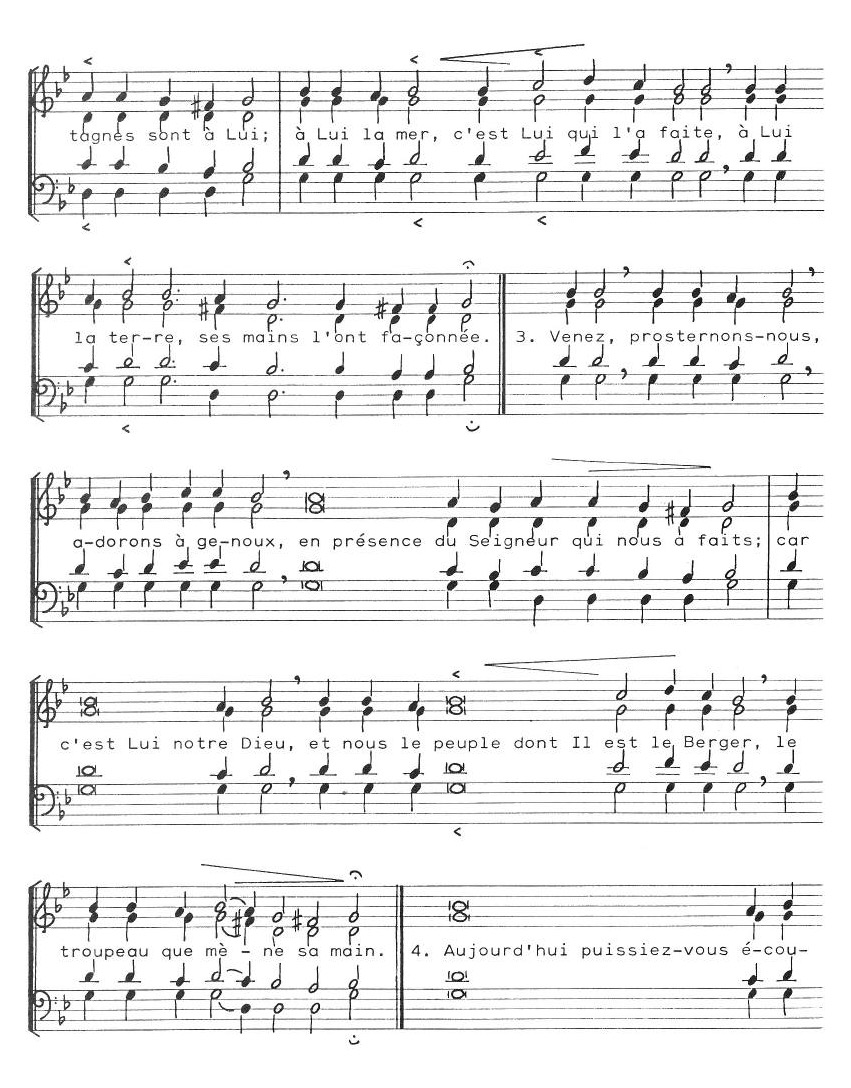 tagnes sont à Lui; à Lui la mer, c'est Lui qui l'a faite, à Lui
la ter-re, ses mains l'ont fa-çonnée. 3. Venez, prosternons-nous,
a-dorons à ge-noux, en présence du Seigneur qui nous a faits; car
c'est Lui notre Dieu, et nous le peuple dont Il est le Berger, le
troupeau que mè - ne sa main. 4. Aujourd'hui puissiez-vous é-cou-